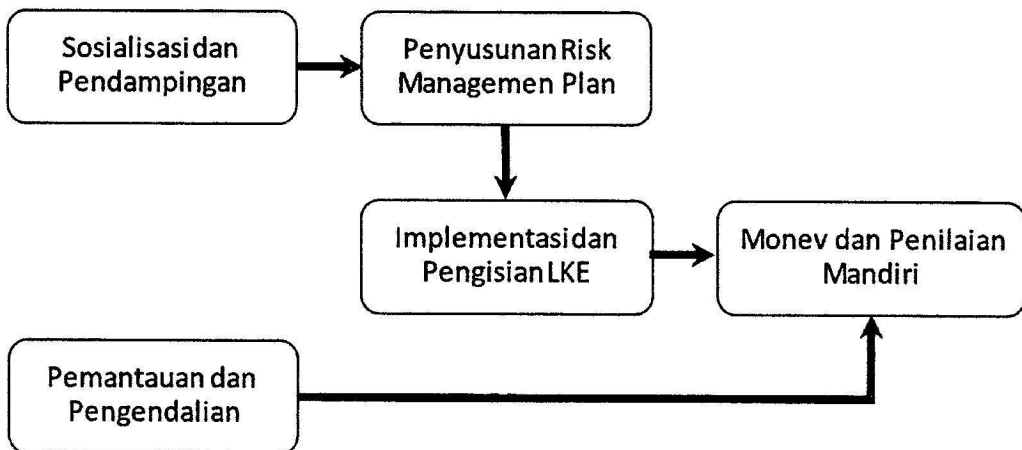 Sosialisasi dan
Pendampingan
Penyusunan Risk
Managemen Plan
Implementasi dan
Pengisian LKE
Monev dan Penilaian
Mandiri
Pemantauan dan
Pengendalian